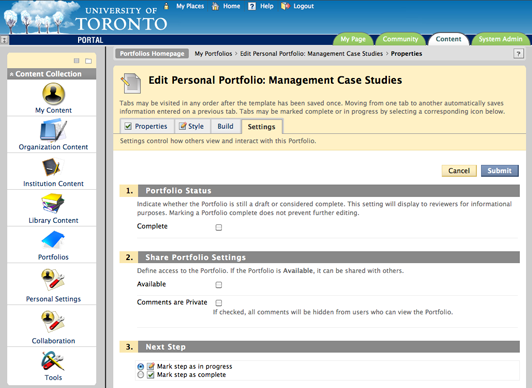 My Places Home Help Logout
UNIVERSITY OF
TORONTO
PORTAL
My Page Community Content System Admin
Content Collection
My Content
Organization Content
Institution Content
Library Content
Portfolios
Personal Settings
Collaboration
Tools
Portfolios Homepage My Portfolios > Edit Personal Portfolio: Management Case Studies > Properties ?
Edit Personal Portfolio: Management Case Studies
Tabs may be visited in any order after the template has been saved once. Moving from one tab to another automatically saves
information entered on a previous tab. Tabs may be marked complete or in progress by selecting a corresponding icon below.
Properties Style Build Settings
Settings control how others view and interact with this Portfolio.
Cancel Submit
1. Portfolio Status
Indicate whether the Portfolio is still a draft or considered complete. This setting will display to reviewers for informational
purposes. Marking a Portfolio complete does not prevent further editing.
Complete
2. Share Portfolio Settings
Define access to the Portfolio. If the Portfolio is Available, it can be shared with others.
Available
Comments are Private
If checked, all comments will be hidden from users who can view the Portfolio.
3. Next Step
Mark step as in progress
Mark step as complete